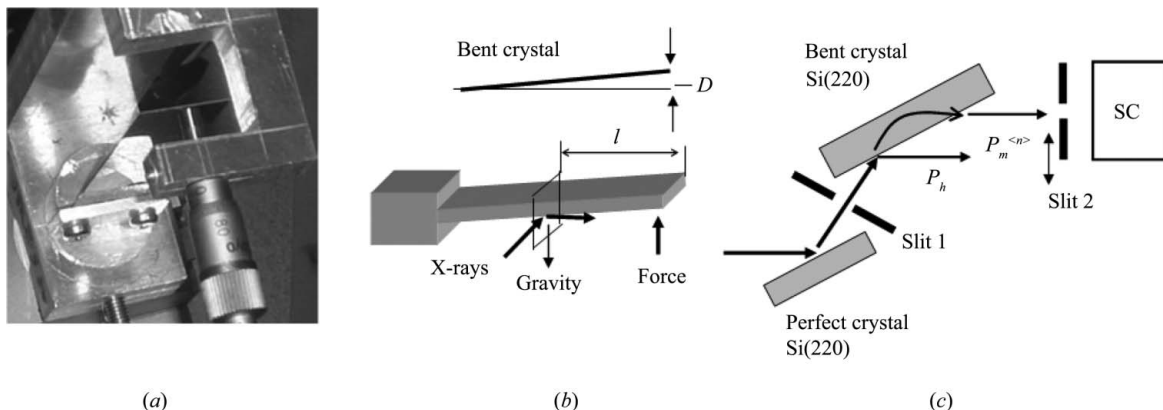 Bent crystal
D
l
X-rays
Gravity
Force
Bent crystal
Si(220)
SC
P_m^{<n>}
P_h
Slit 2
Slit 1
Perfect crystal
Si(220)
80
0
(a)
(b)
(c)